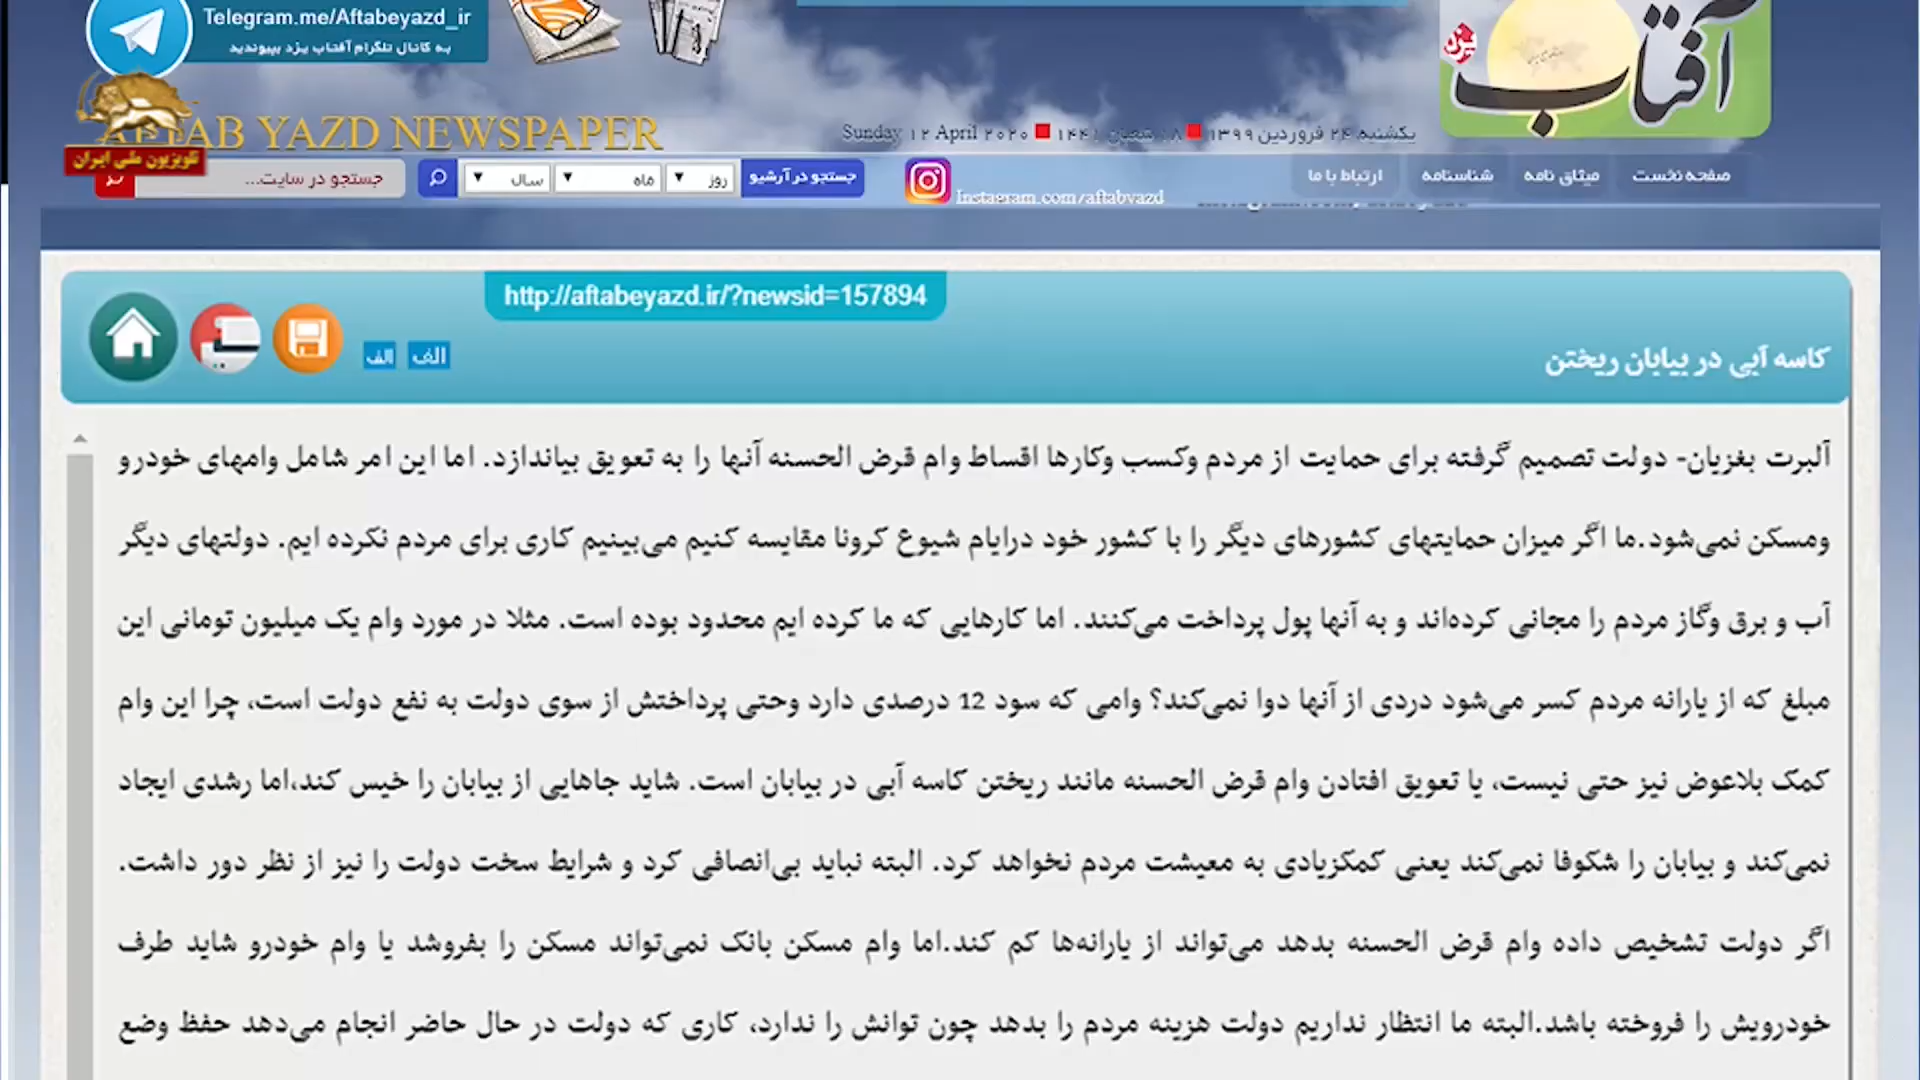 Telegram.me/Aftabeyazd_ir
به کانال تلگرام آفتاب یزد بپیوندید
آفتاب یزد
AFTAB YAZD NEWSPAPER
یکشنبه ۲۴ فروردین ۱۳۹۹ ۱۸ شعبان ۱۴۴۱ Sunday ۱۲ April ۲۰۲۰
تلویزیون ملی ایران
صفحه نخست میثاق نامه شناسنامه ارتباط با ما
Instagram.com/aftabyazd
جستجو در آرشیو روز ماه سال
جستجو در سایت...
http://aftabeyazd.ir/?newsid=157894
الف الف
کاسه آبی در بیابان ریختن
آلبرت بغزیان- دولت تصمیم گرفته برای حمایت از مردم وکسب وکارها اقساط وام قرض الحسنه آنها را به تعویق بیاندازد. اما این امر شامل وامهای خودرو
ومسکن نمی‌شود.ما اگر میزان حمایتهای کشورهای دیگر را با کشور خود درایام شیوع کرونا مقایسه کنیم می‌بینیم کاری برای مردم نکرده ایم. دولتهای دیگر
آب و برق وگاز مردم را مجانی کرده‌اند و به آنها پول پرداخت می‌کنند. اما کارهایی که ما کرده ایم محدود بوده است. مثلا در مورد وام یک میلیون تومانی این
مبلغ که از یارانه مردم کسر می‌شود دردی از آنها دوا نمی‌کند؟ وامی که سود 12 درصدی دارد وحتی پرداختش از سوی دولت به نفع دولت است، چرا این وام
کمک بلاعوض نیز حتی نیست، یا تعویق افتادن وام قرض الحسنه مانند ریختن کاسه آبی در بیابان است. شاید جاهایی از بیابان را خیس کند،اما رشدی ایجاد
نمی‌کند و بیابان را شکوفا نمی‌کند یعنی کمکزیادی به معیشت مردم نخواهد کرد. البته نباید بی‌انصافی کرد و شرایط سخت دولت را نیز از نظر دور داشت.
اگر دولت تشخیص داده وام قرض الحسنه بدهد می‌تواند از یارانه‌ها کم کند.اما وام مسکن بانک نمی‌تواند مسکن را بفروشد یا وام خودرو شاید طرف
خودرویش را فروخته باشد.البته ما انتظار نداریم دولت هزینه مردم را بدهد چون توانش را ندارد، کاری که دولت در حال حاضر انجام می‌دهد حفظ وضع